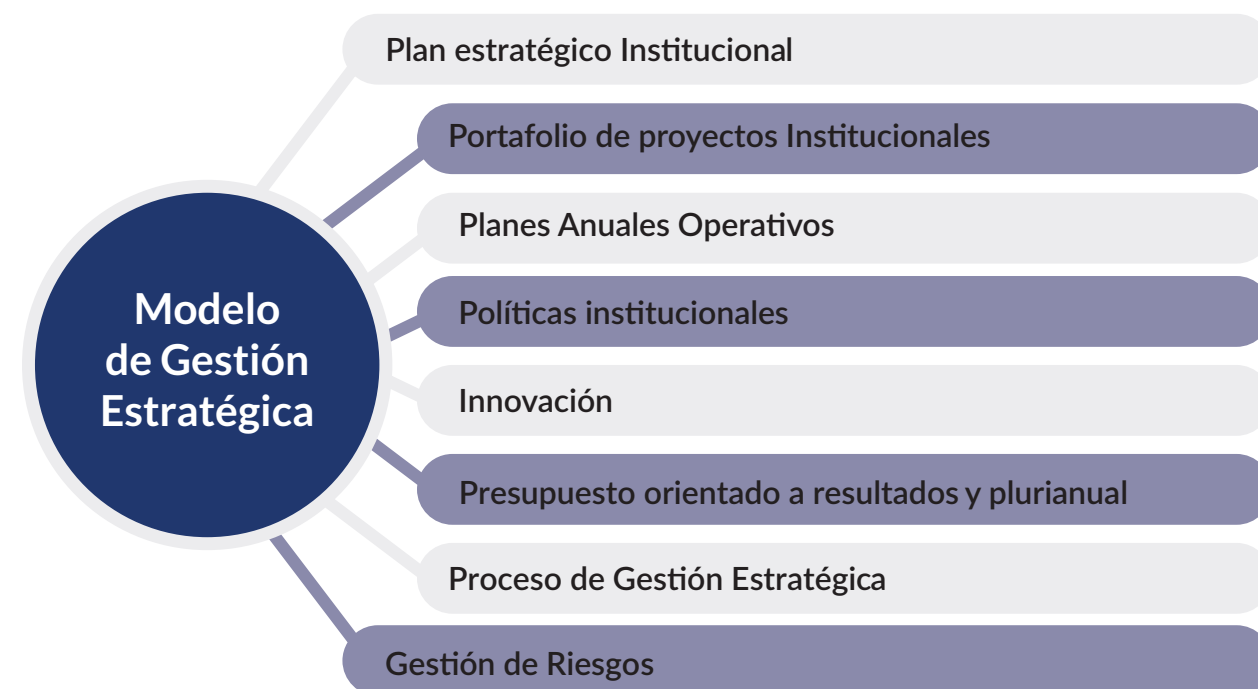 Plan estratégico Institucional
Portafolio de proyectos Institucionales
Planes Anuales Operativos
Modelo
de Gestión
Estratégica
Políticas institucionales
Innovación
Presupuesto orientado a resultados y plurianual
Proceso de Gestión Estratégica
Gestión de Riesgos